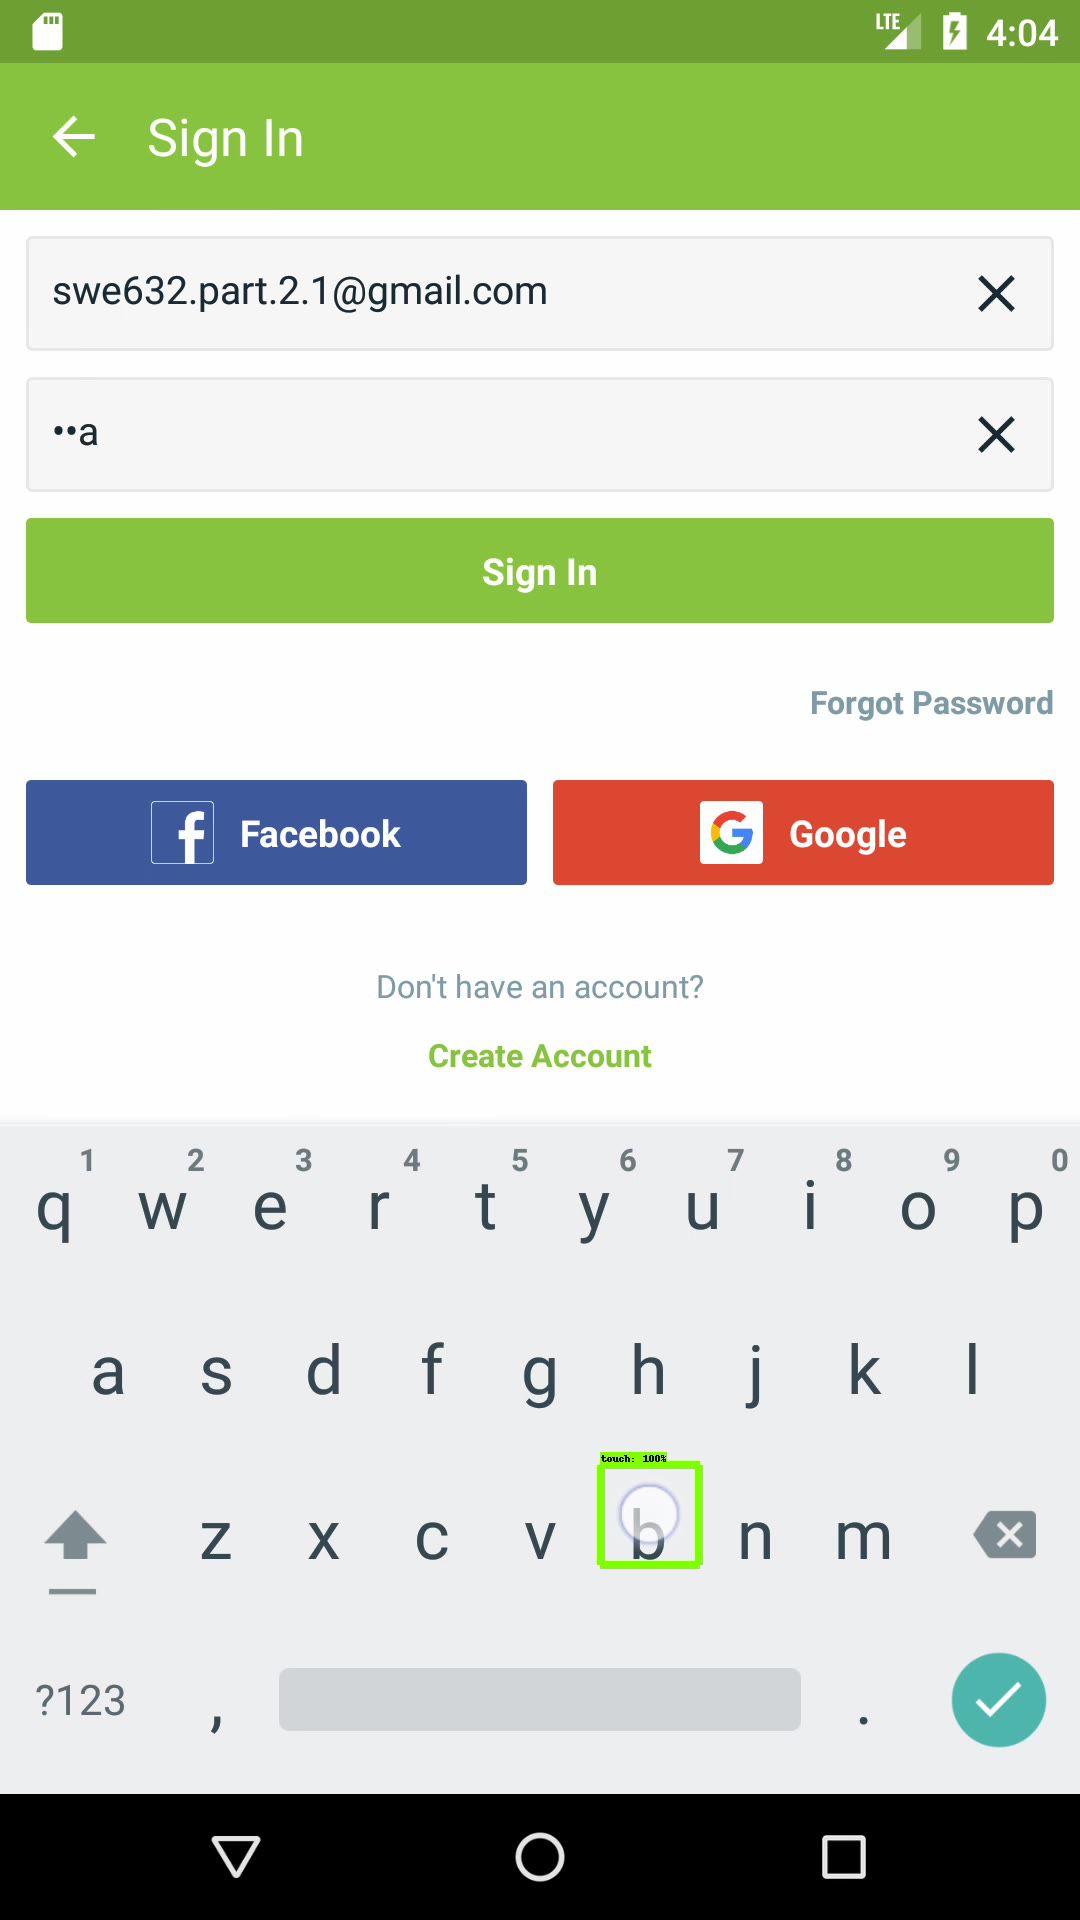 LTE 4:04
Sign In
swe632.part.2.1@gmail.com
••a
Sign In
Forgot Password
Facebook
Google
Don't have an account?
Create Account
1 2 3 4 5 6 7 8 9 0
q w e r t y u i o p
a s d f g h j k l
touch: 100%
z x c v b n m
?123 , .